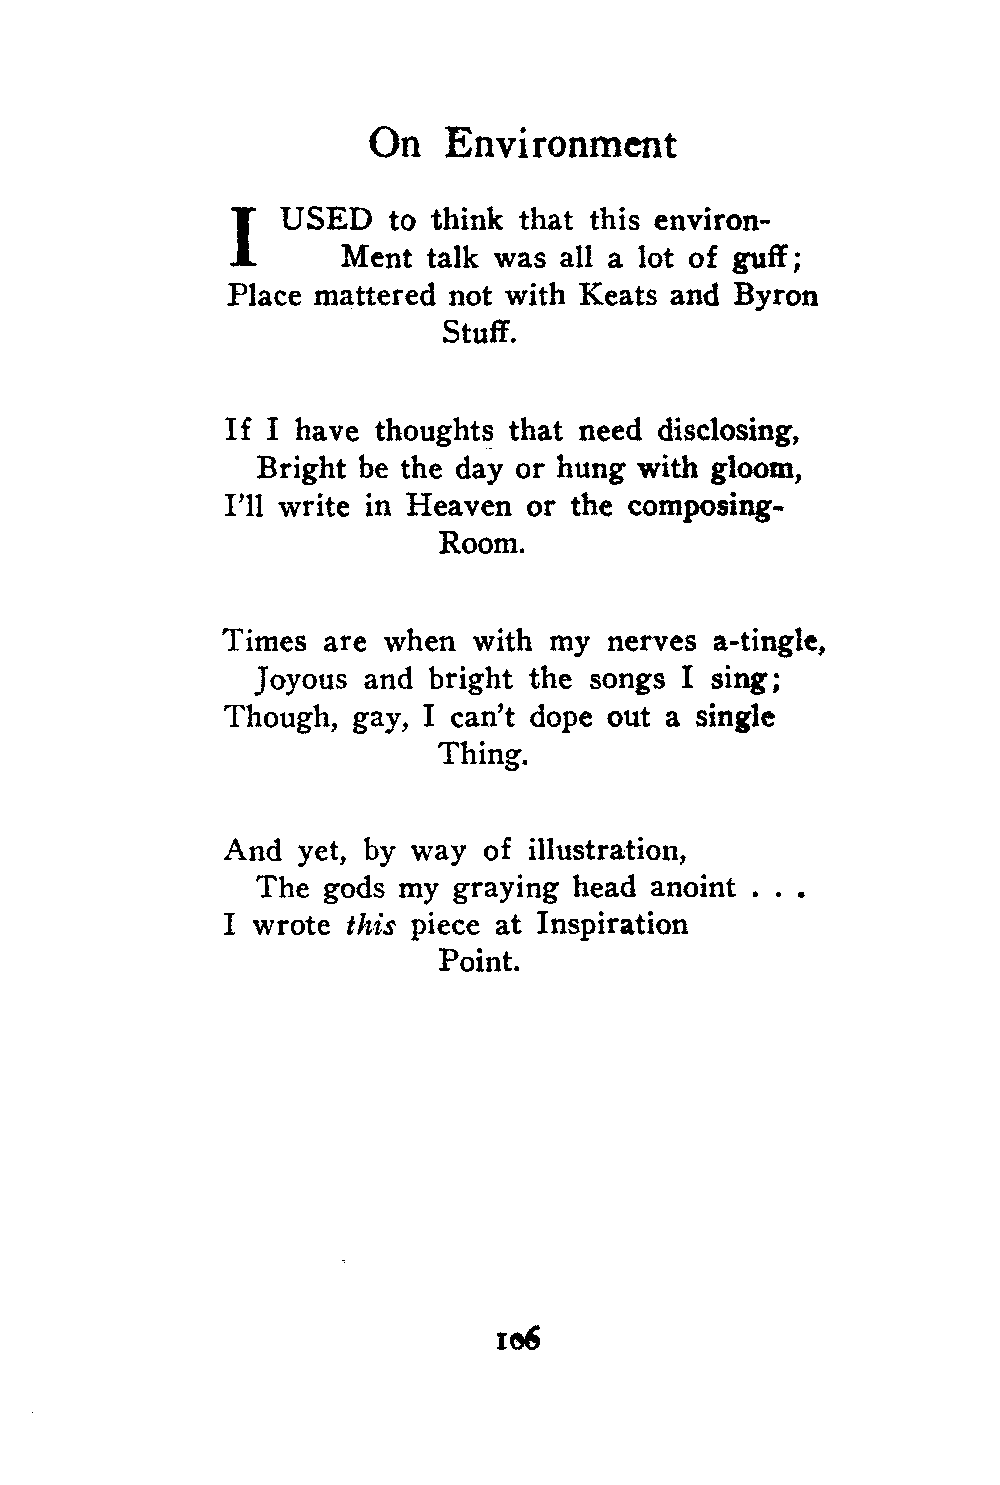 On Environment
I USED to think that this environ-
Ment talk was all a lot of guff;
Place mattered not with Keats and Byron
Stuff.
If I have thoughts that need disclosing,
Bright be the day or hung with gloom,
I'll write in Heaven or the composing-
Room.
Times are when with my nerves a-tingle,
Joyous and bright the songs I sing;
Though, gay, I can't dope out a single
Thing.
And yet, by way of illustration,
The gods my graying head anoint . . .
I wrote this piece at Inspiration
Point.
106